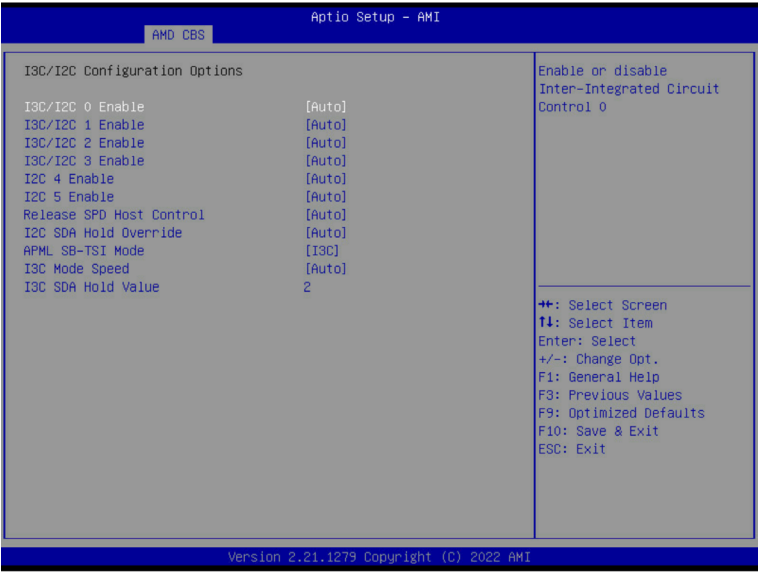 Aptio Setup – AMI
AMD CBS
I3C/I2C Configuration Options
I3C/I2C 0 Enable [Auto]
I3C/I2C 1 Enable [Auto]
I3C/I2C 2 Enable [Auto]
I3C/I2C 3 Enable [Auto]
I2C 4 Enable [Auto]
I2C 5 Enable [Auto]
Release SPD Host Control [Auto]
I2C SDA Hold Override [Auto]
APML SB-TSI Mode [I3C]
I3C Mode Speed [Auto]
I3C SDA Hold Value 2
Enable or disable
Inter-Integrated Circuit
Control 0
→←: Select Screen
↑↓: Select Item
Enter: Select
+/-: Change Opt.
F1: General Help
F3: Previous Values
F9: Optimized Defaults
F10: Save & Exit
ESC: Exit
Version 2.21.1279 Copyright (C) 2022 AMI